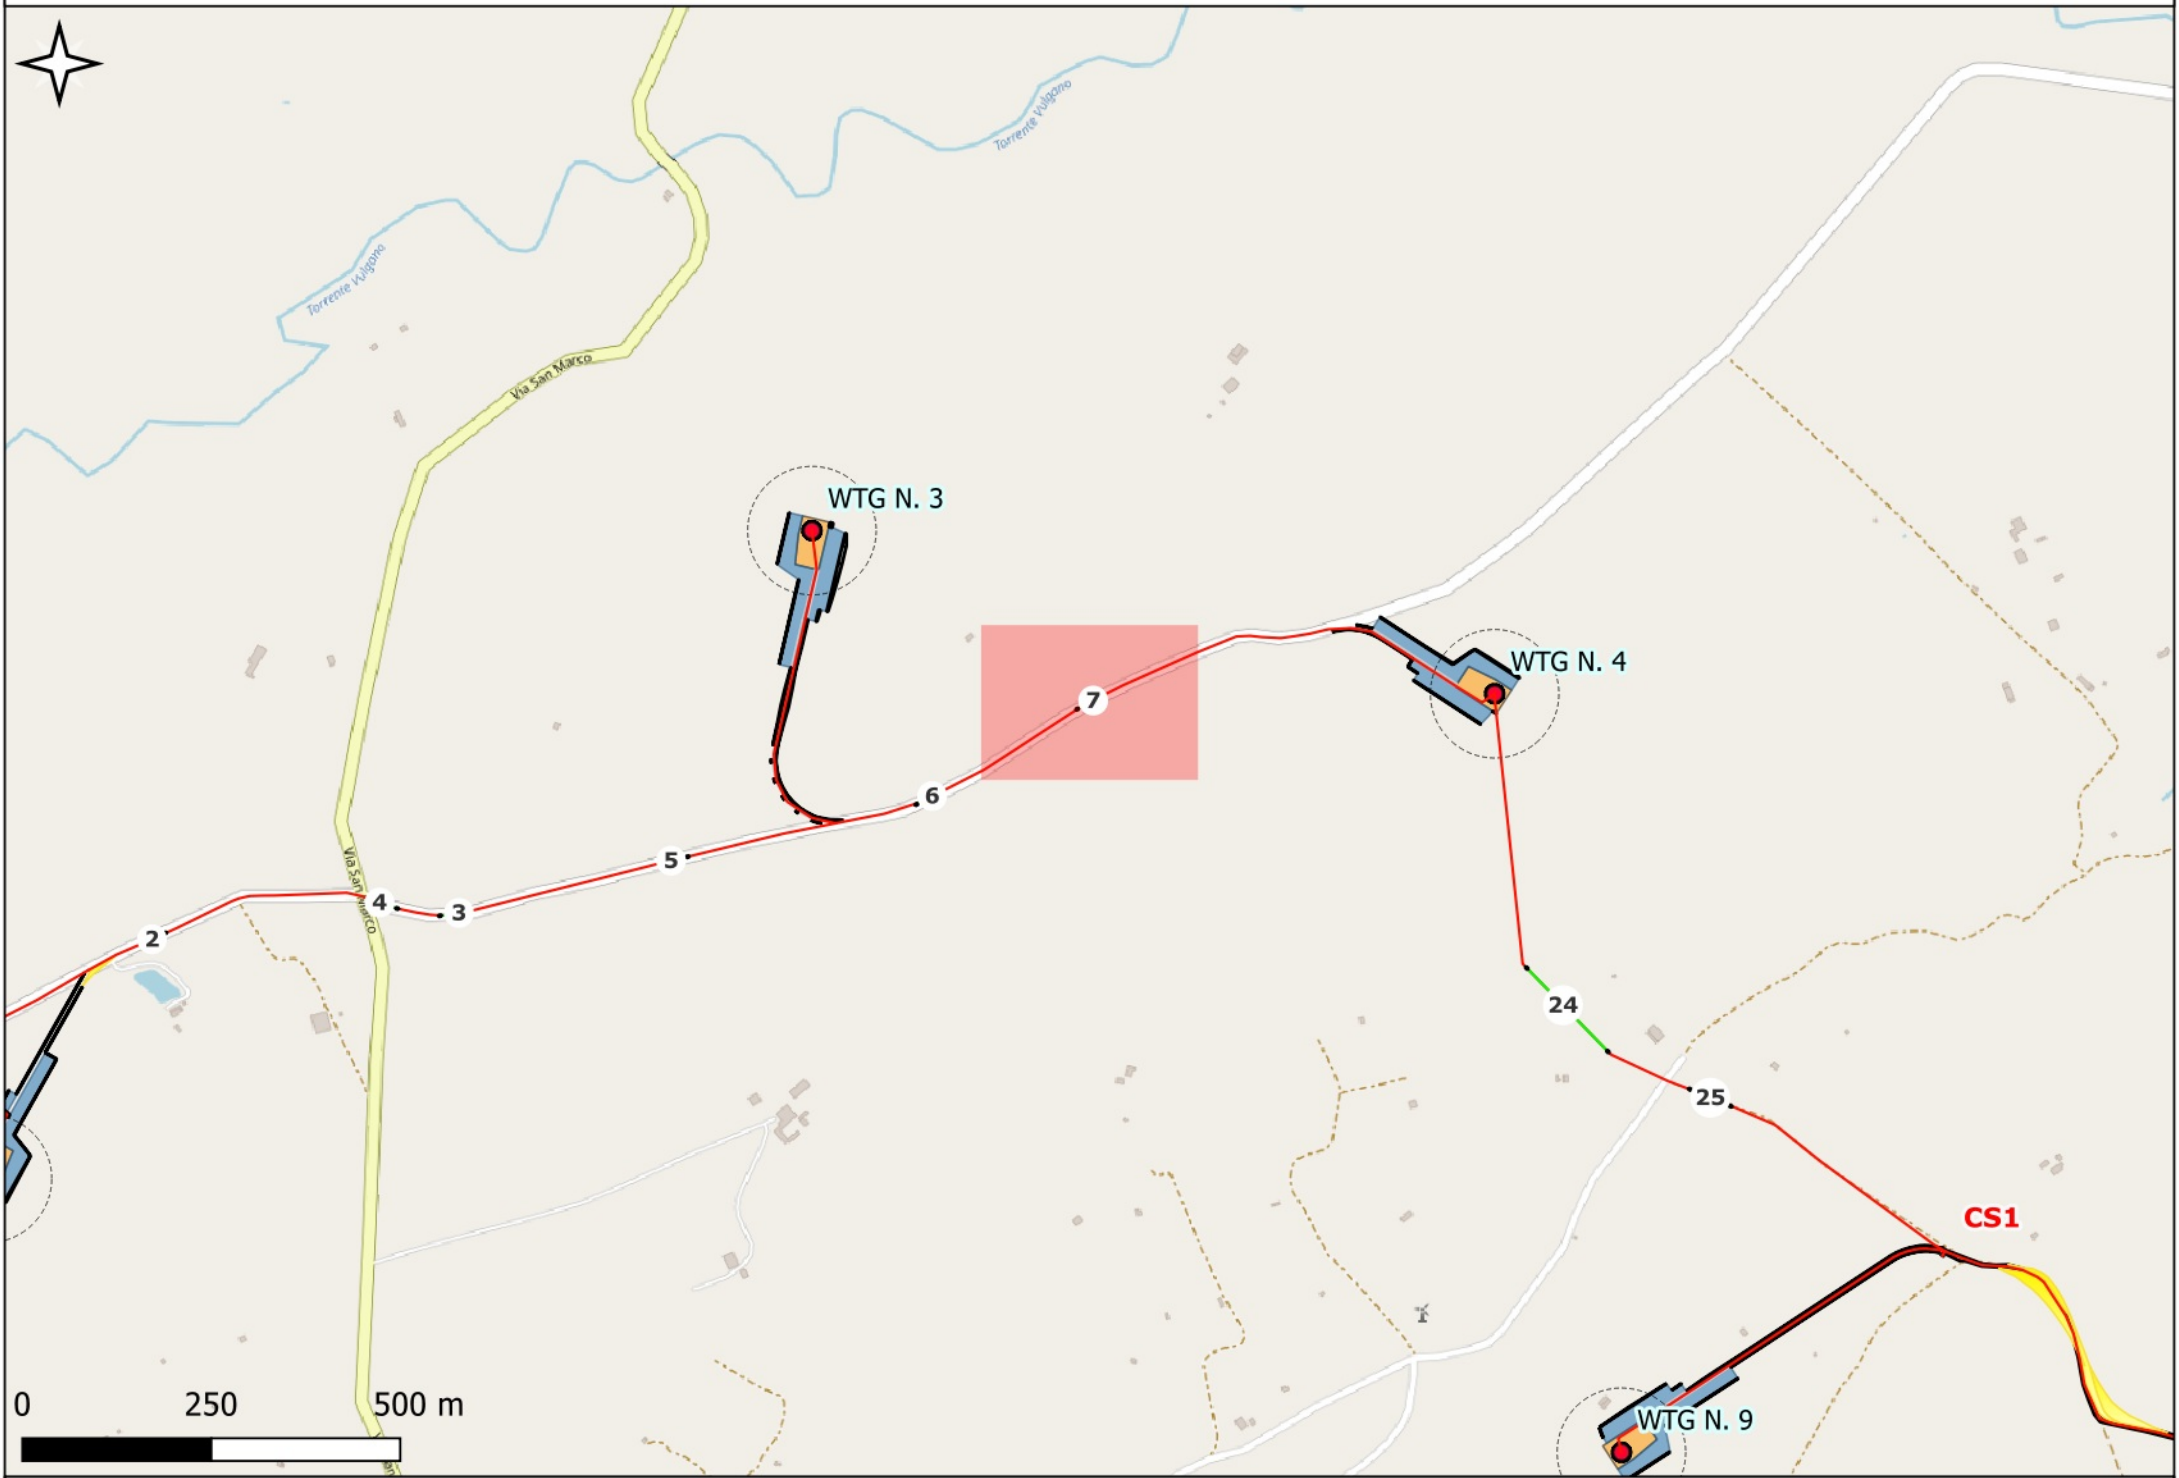 Torrente Vulgano
Torrente Vulgano
Via San Marco
WTG N. 3
WTG N. 4
7
6
5
4
3
2
Via San Marco
24
25
CS1
0 250 500 m
WTG N. 9